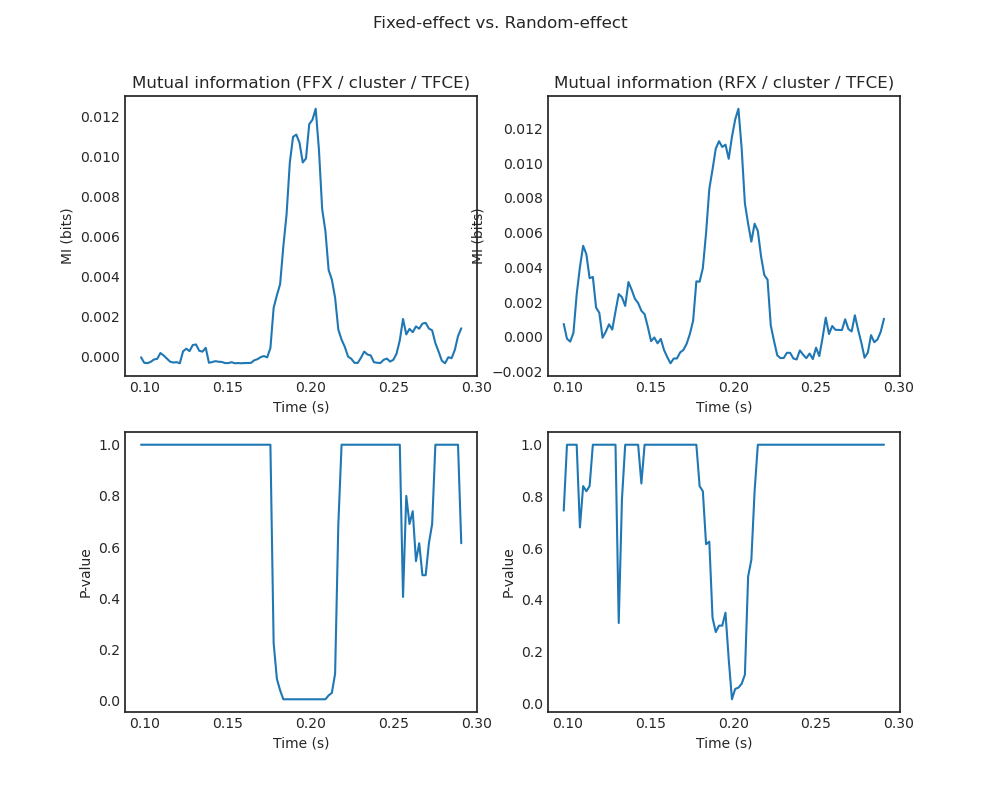 Fixed-effect vs. Random-effect
Mutual information (FFX / cluster / TFCE)
0.012
0.010
0.008
0.006
0.004
0.002
0.000
MI (bits)
0.10 0.15 0.20 0.25 0.30
Time (s)
Mutual information (RFX / cluster / TFCE)
0.012
0.010
0.008
0.006
0.004
0.002
0.000
−0.002
MI (bits)
0.10 0.15 0.20 0.25 0.30
Time (s)
1.0
0.8
0.6
0.4
0.2
0.0
P-value
0.10 0.15 0.20 0.25 0.30
Time (s)
1.0
0.8
0.6
0.4
0.2
0.0
P-value
0.10 0.15 0.20 0.25 0.30
Time (s)